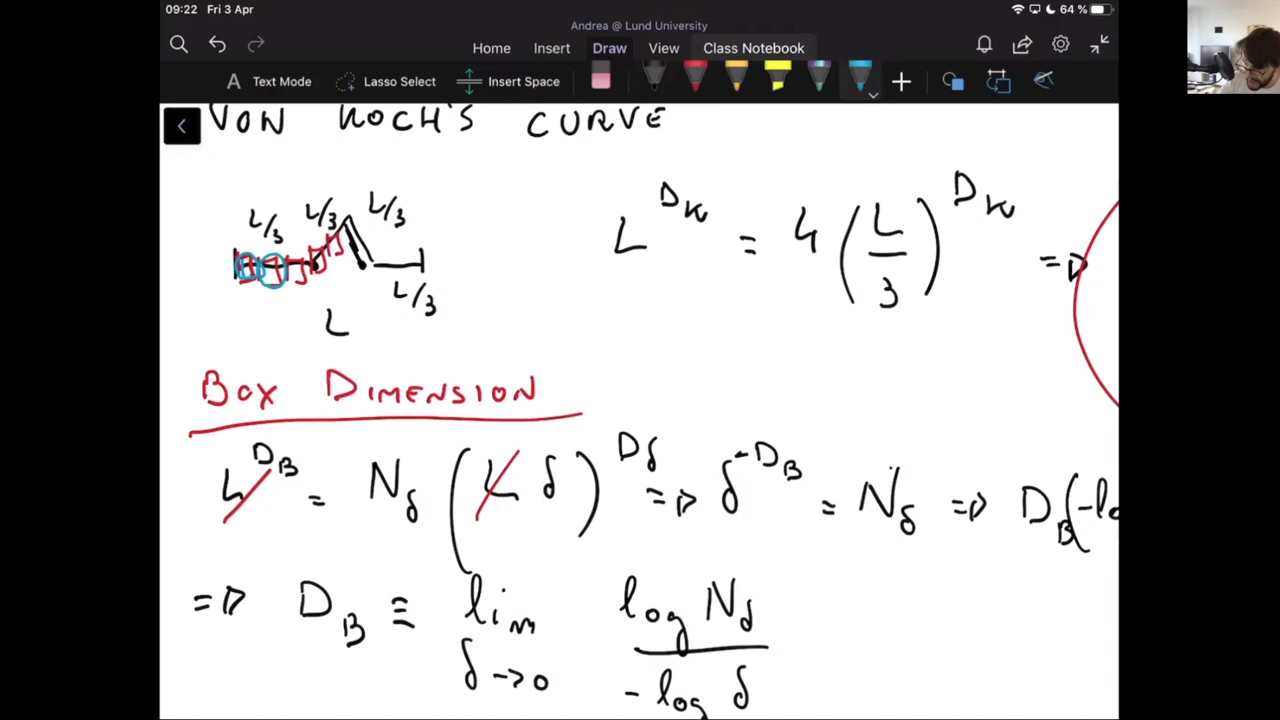 09:22 Fri 3 Apr
64 %
Andrea @ Lund University
Home Insert Draw View Class Notebook
A Text Mode Lasso Select Insert Space
VON KOCH'S CURVE
L/3 L/3 L/3
L/3
L
L^{D_K} = 4 (L/3)^{D_K} =>
BOX DIMENSION
L^{D_B} = N_δ (L δ)^{Dδ} => δ^{-D_B} = N_δ => D_B(-lo
=> D_B ≡ lim_{δ->0} log N_δ / -log δ